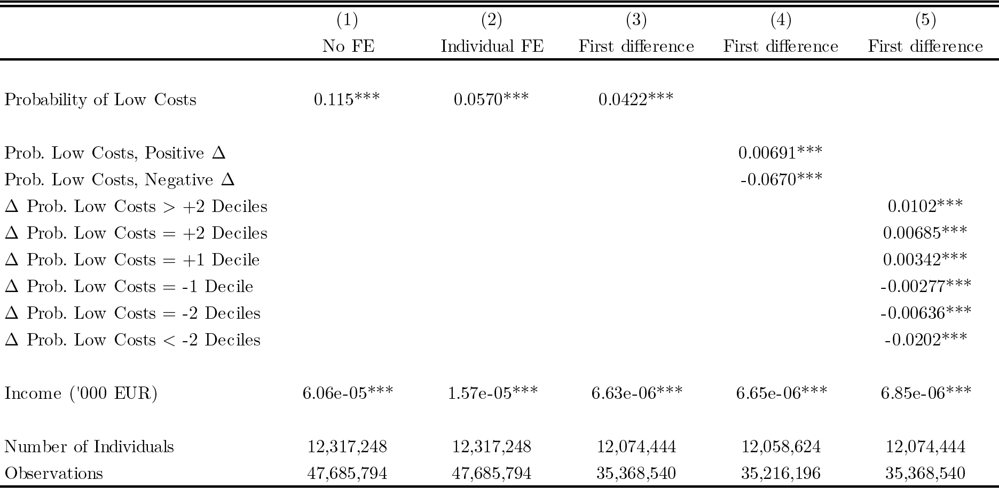 (1) (2) (3) (4) (5)
No FE Individual FE First difference First difference First difference
Probability of Low Costs 0.115*** 0.0570*** 0.0422***
Prob. Low Costs, Positive Δ 0.00691***
Prob. Low Costs, Negative Δ -0.0670***
Δ Prob. Low Costs > +2 Deciles 0.0102***
Δ Prob. Low Costs = +2 Deciles 0.00685***
Δ Prob. Low Costs = +1 Decile 0.00342***
Δ Prob. Low Costs = -1 Decile -0.00277***
Δ Prob. Low Costs = -2 Deciles -0.00636***
Δ Prob. Low Costs < -2 Deciles -0.0202***
Income ('000 EUR) 6.06e-05*** 1.57e-05*** 6.63e-06*** 6.65e-06*** 6.85e-06***
Number of Individuals 12,317,248 12,317,248 12,074,444 12,058,624 12,074,444
Observations 47,685,794 47,685,794 35,368,540 35,216,196 35,368,540